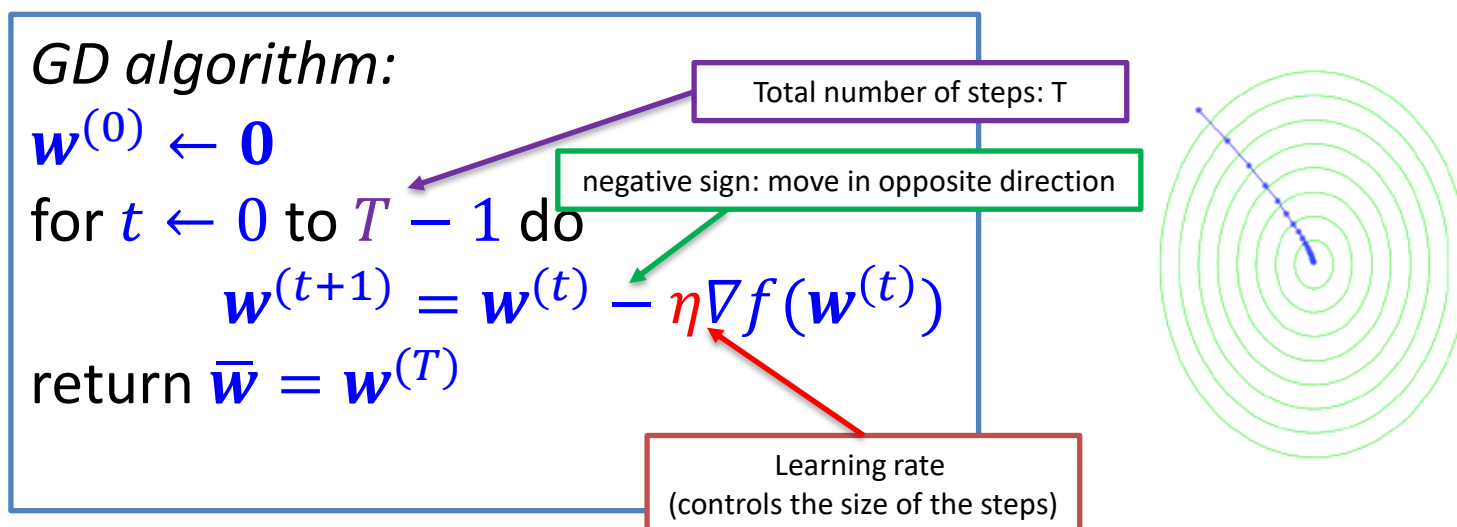 GD algorithm:
Total number of steps: T
𝒘⁽⁰⁾ ← 𝟎
negative sign: move in opposite direction
for 𝑡 ← 0 to 𝑇 − 1 do
𝒘⁽ᵗ⁺¹⁾ = 𝒘⁽ᵗ⁾ − 𝜂∇𝑓(𝒘⁽ᵗ⁾)
return 𝒘̅ = 𝒘⁽ᵀ⁾
Learning rate
(controls the size of the steps)